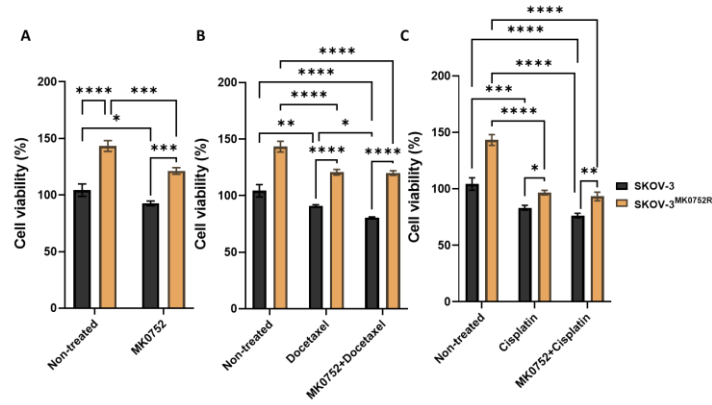 A
B
C
****
***
*
***
Cell viability (%)
200
150
100
50
0
Non-treated
MK0752
****
****
****
**
*
****
****
Cell viability (%)
200
150
100
50
0
Non-treated
Docetaxel
MK0752+Docetaxel
****
****
****
***
****
*
**
Cell viability (%)
200
150
100
50
0
Non-treated
Cisplatin
MK0752+Cisplatin
SKOV-3
SKOV-3MK0752R